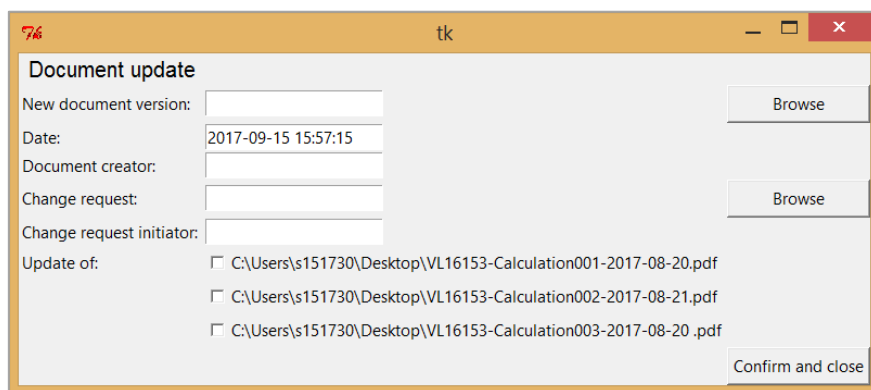 tk
Document update
New document version: Browse
Date: 2017-09-15 15:57:15
Document creator:
Change request: Browse
Change request initiator:
Update of: C:\Users\s151730\Desktop\VL16153-Calculation001-2017-08-20.pdf
C:\Users\s151730\Desktop\VL16153-Calculation002-2017-08-21.pdf
C:\Users\s151730\Desktop\VL16153-Calculation003-2017-08-20 .pdf
Confirm and close